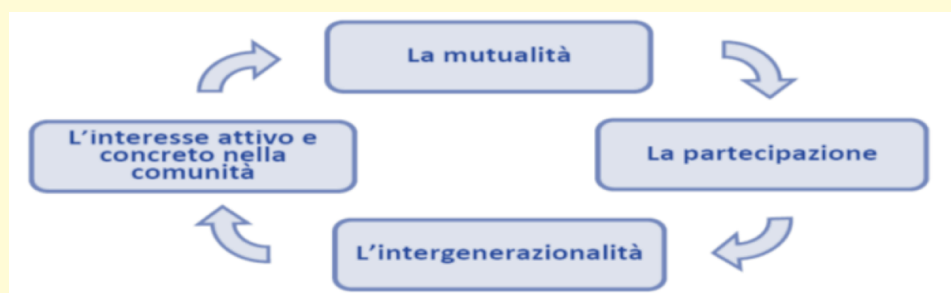 La mutualità
L'interesse attivo e
concreto nella
comunità
La partecipazione
L'intergenerazionalità